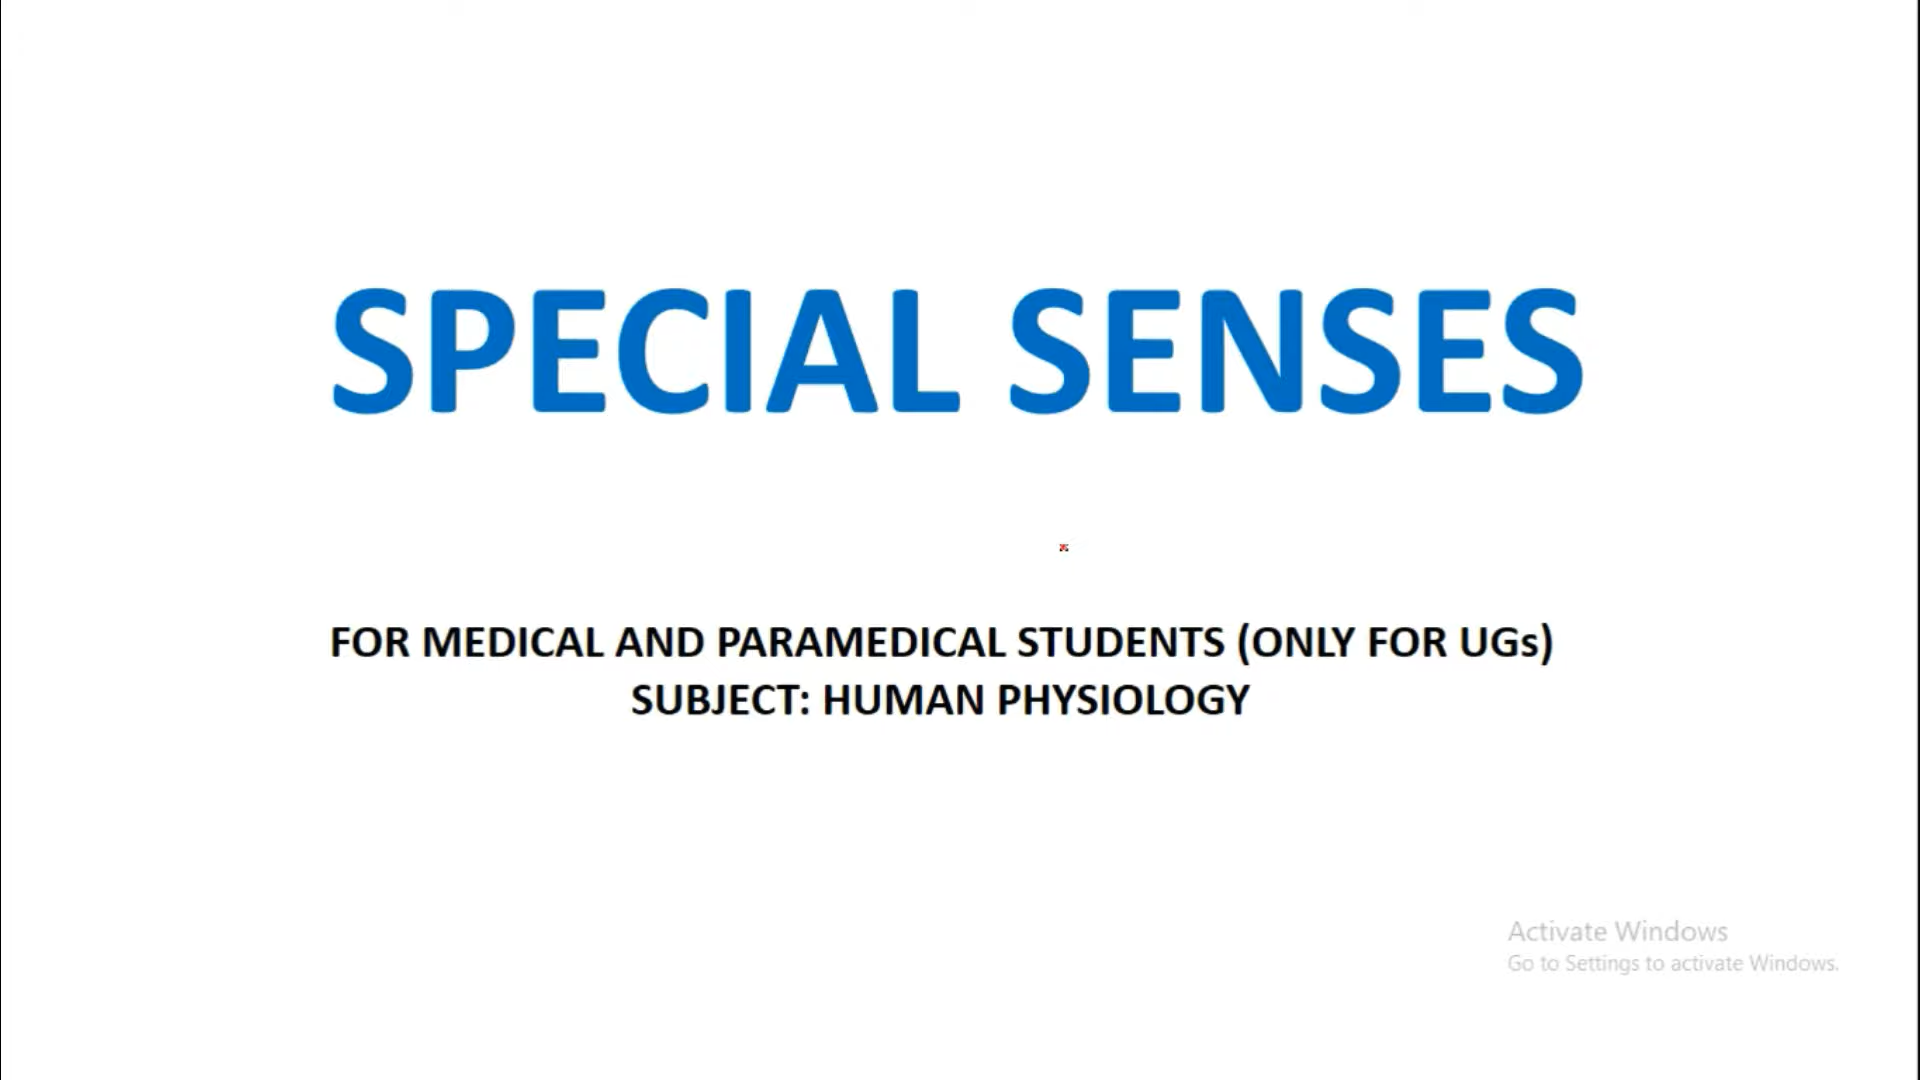 SPECIAL SENSES
FOR MEDICAL AND PARAMEDICAL STUDENTS (ONLY FOR UGs)
SUBJECT: HUMAN PHYSIOLOGY
Activate Windows
Go to Settings to activate Windows.